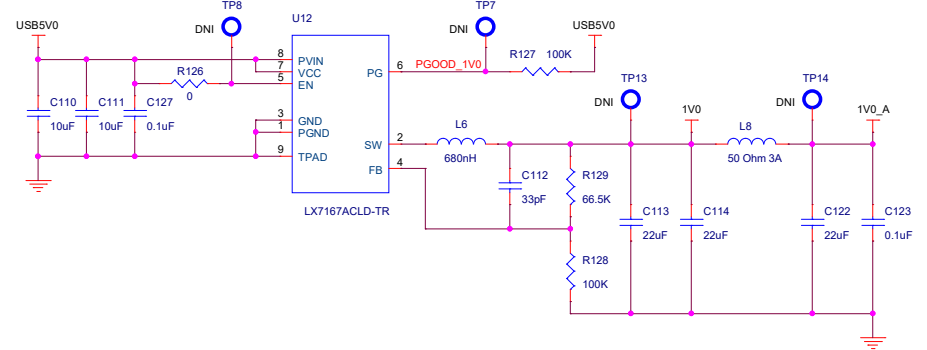 TP8
TP7
USB5V0
DNI
U12
DNI
USB5V0
8
PVIN
7
VCC
5
EN
R126
0
PG
6
PGOOD_1V0
R127
100K
TP13
TP14
DNI
DNI
1V0
1V0_A
C110
10uF
C111
10uF
C127
0.1uF
3
GND
1
PGND
9
TPAD
SW
2
FB
4
L6
680nH
L8
50 Ohm 3A
C112
33pF
R129
66.5K
LX7167ACLD-TR
C113
22uF
C114
22uF
C122
22uF
C123
0.1uF
R128
100K